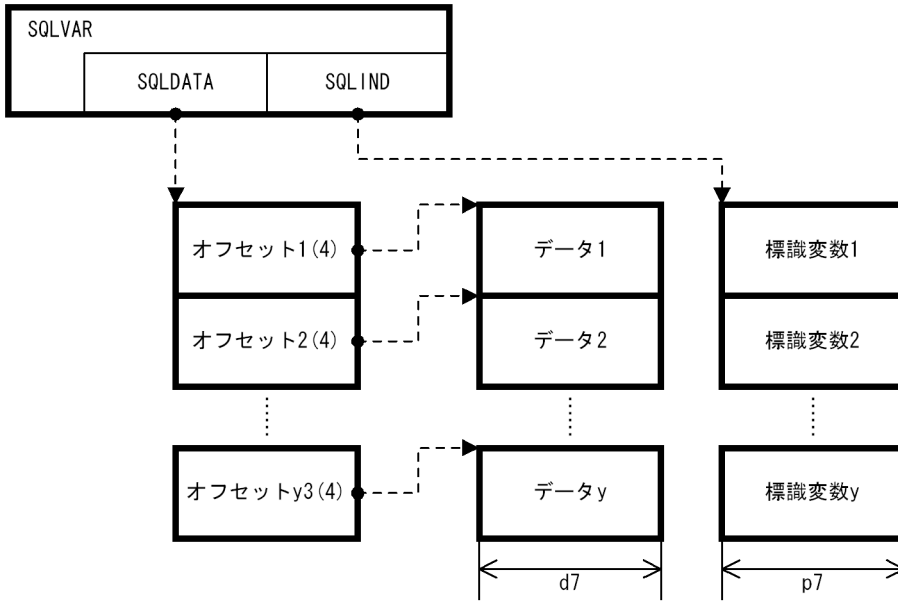 SQLVAR
SQLDATA
SQLIND
オフセット1(4)
データ1
標識変数1
オフセット2(4)
データ2
標識変数2
オフセットy3(4)
データy
標識変数y
d7
p7